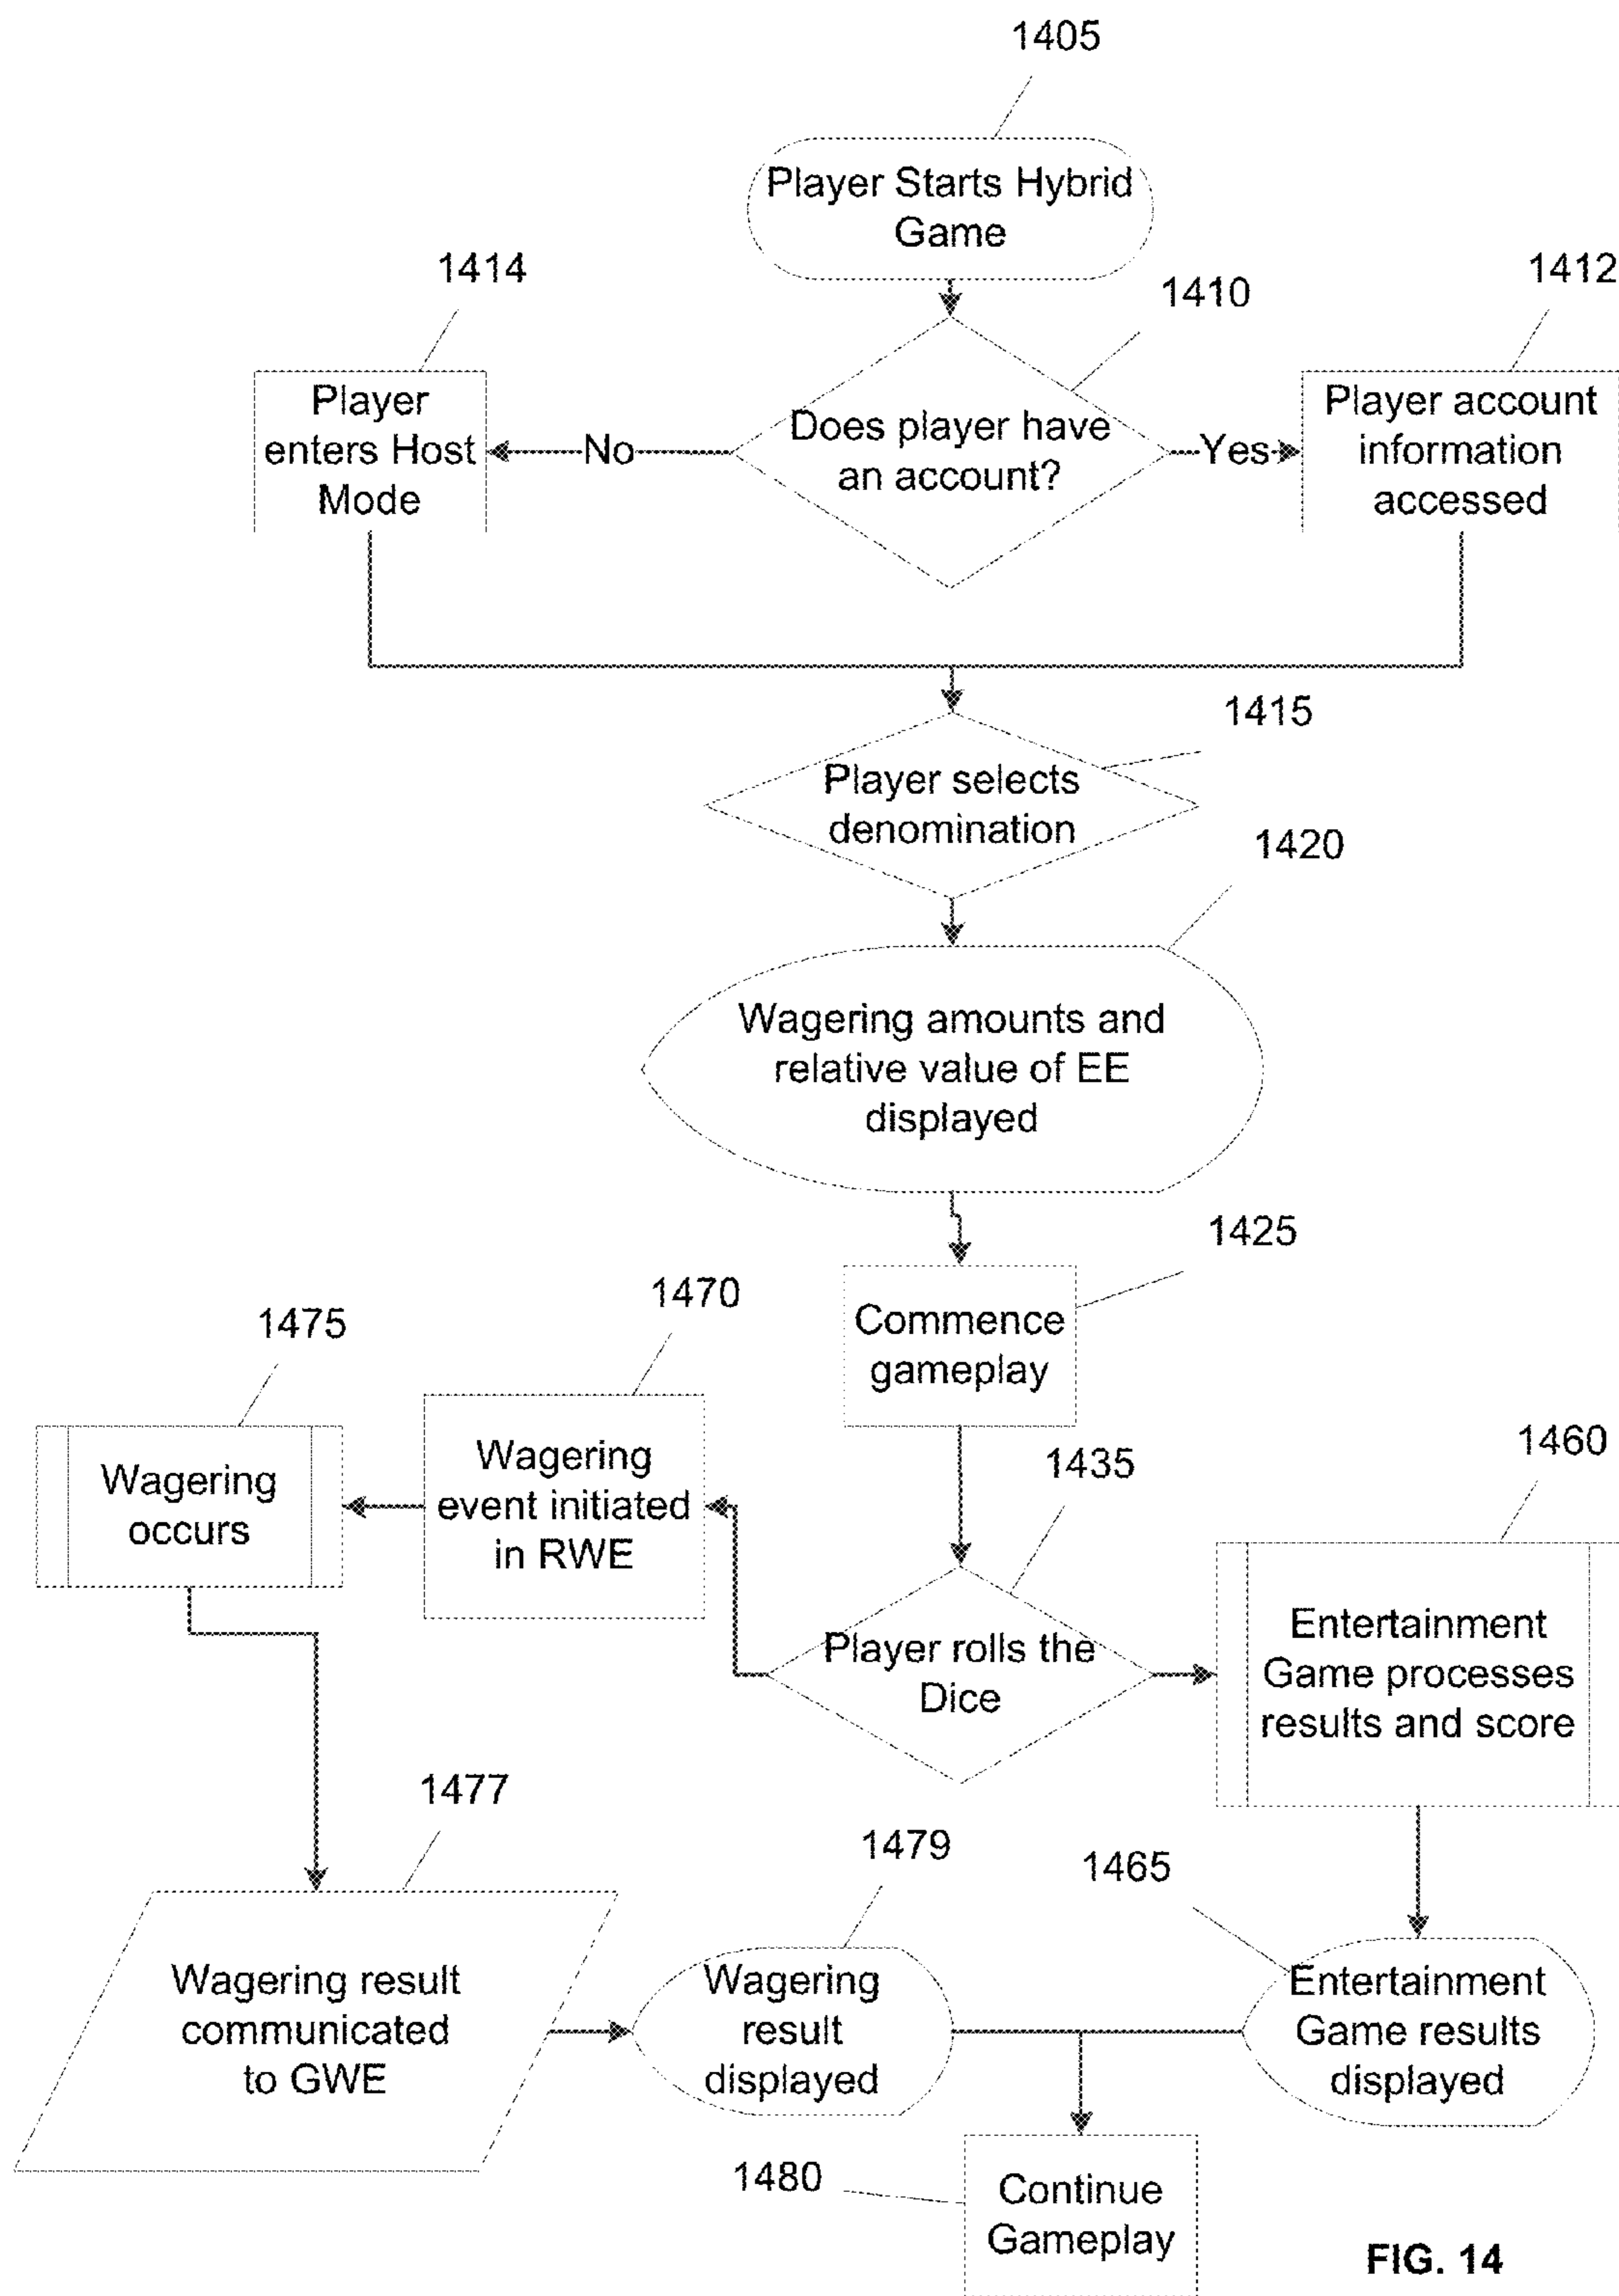 1405
Player Starts Hybrid
Game
1414
1412
1410
Player
enters Host
Mode
No
Does player have
an account?
Yes
Player account
information
accessed
1415
Player selects
denomination
1420
Wagering amounts and
relative value of EE
displayed
1425
Commence
gameplay
1470
1475
Wagering
occurs
Wagering
event initiated
in RWE
1435
1460
Player rolls the
Dice
Entertainment
Game processes
results and score
1477
1479
1465
Wagering result
communicated
to GWE
Wagering
result
displayed
Entertainment
Game results
displayed
1480
Continue
Gameplay
FIG. 14